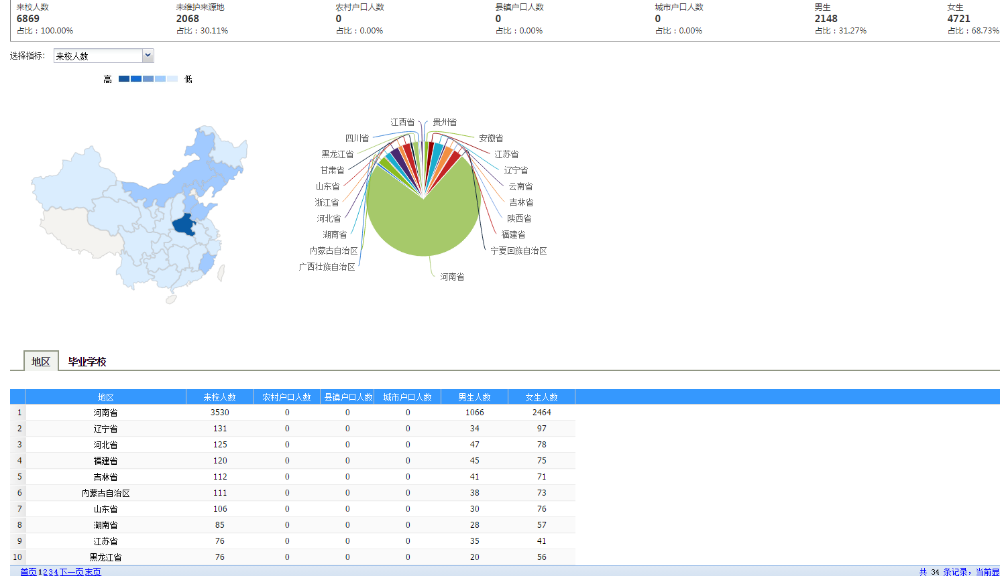 来校人数 未维护来源地 农村户口人数 县镇户口人数 城市户口人数 男生 女生
6869 2068 0 0 0 2148 4721
占比：100.00% 占比：30.11% 占比：0.00% 占比：0.00% 占比：0.00% 占比：31.27% 占比：68.73%
选择指标： 来校人数
高 低
江西省 贵州省
四川省 安徽省
黑龙江省 江苏省
甘肃省 辽宁省
山东省 云南省
浙江省 吉林省
河北省 陕西省
湖南省 福建省
内蒙古自治区 宁夏回族自治区
广西壮族自治区
河南省
地区 毕业学校
地区 来校人数 农村户口人数 县镇户口人数 城市户口人数 男生人数 女生人数
1 河南省 3530 0 0 0 1066 2464
2 辽宁省 131 0 0 0 34 97
3 河北省 125 0 0 0 47 78
4 福建省 120 0 0 0 45 75
5 吉林省 112 0 0 0 41 71
6 内蒙古自治区 111 0 0 0 38 73
7 山东省 106 0 0 0 30 76
8 湖南省 85 0 0 0 28 57
9 江苏省 76 0 0 0 35 41
10 黑龙江省 76 0 0 0 20 56
首页 1 2 3 4 下一页 末页 共 34 条记录，当前显